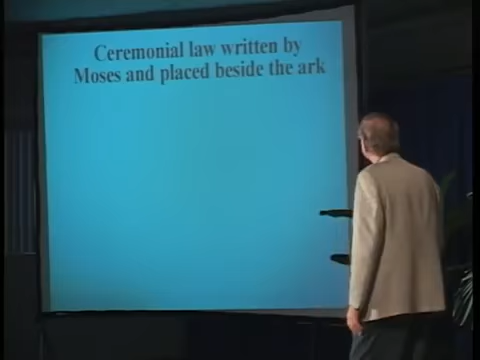 Ceremonial law written by
Moses and placed beside the ark